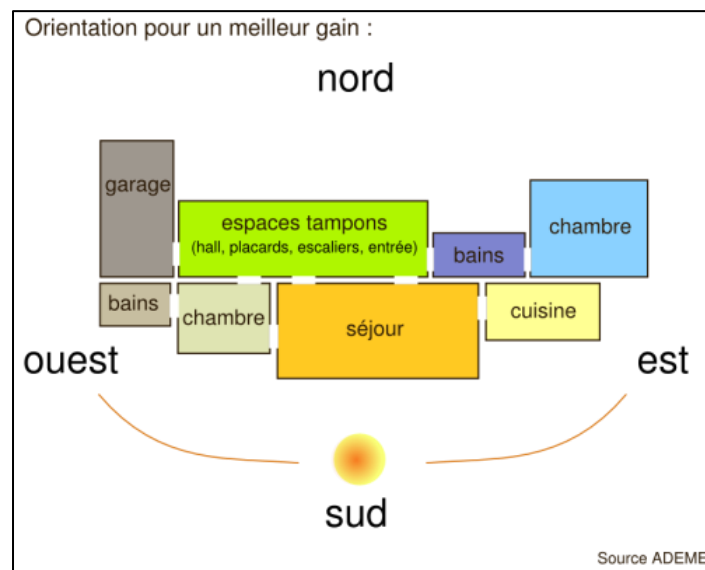 Orientation pour un meilleur gain :
nord
garage
espaces tampons
(hall, placards, escaliers, entrée)
bains
chambre
bains
chambre
séjour
cuisine
ouest
est
sud
Source ADEME